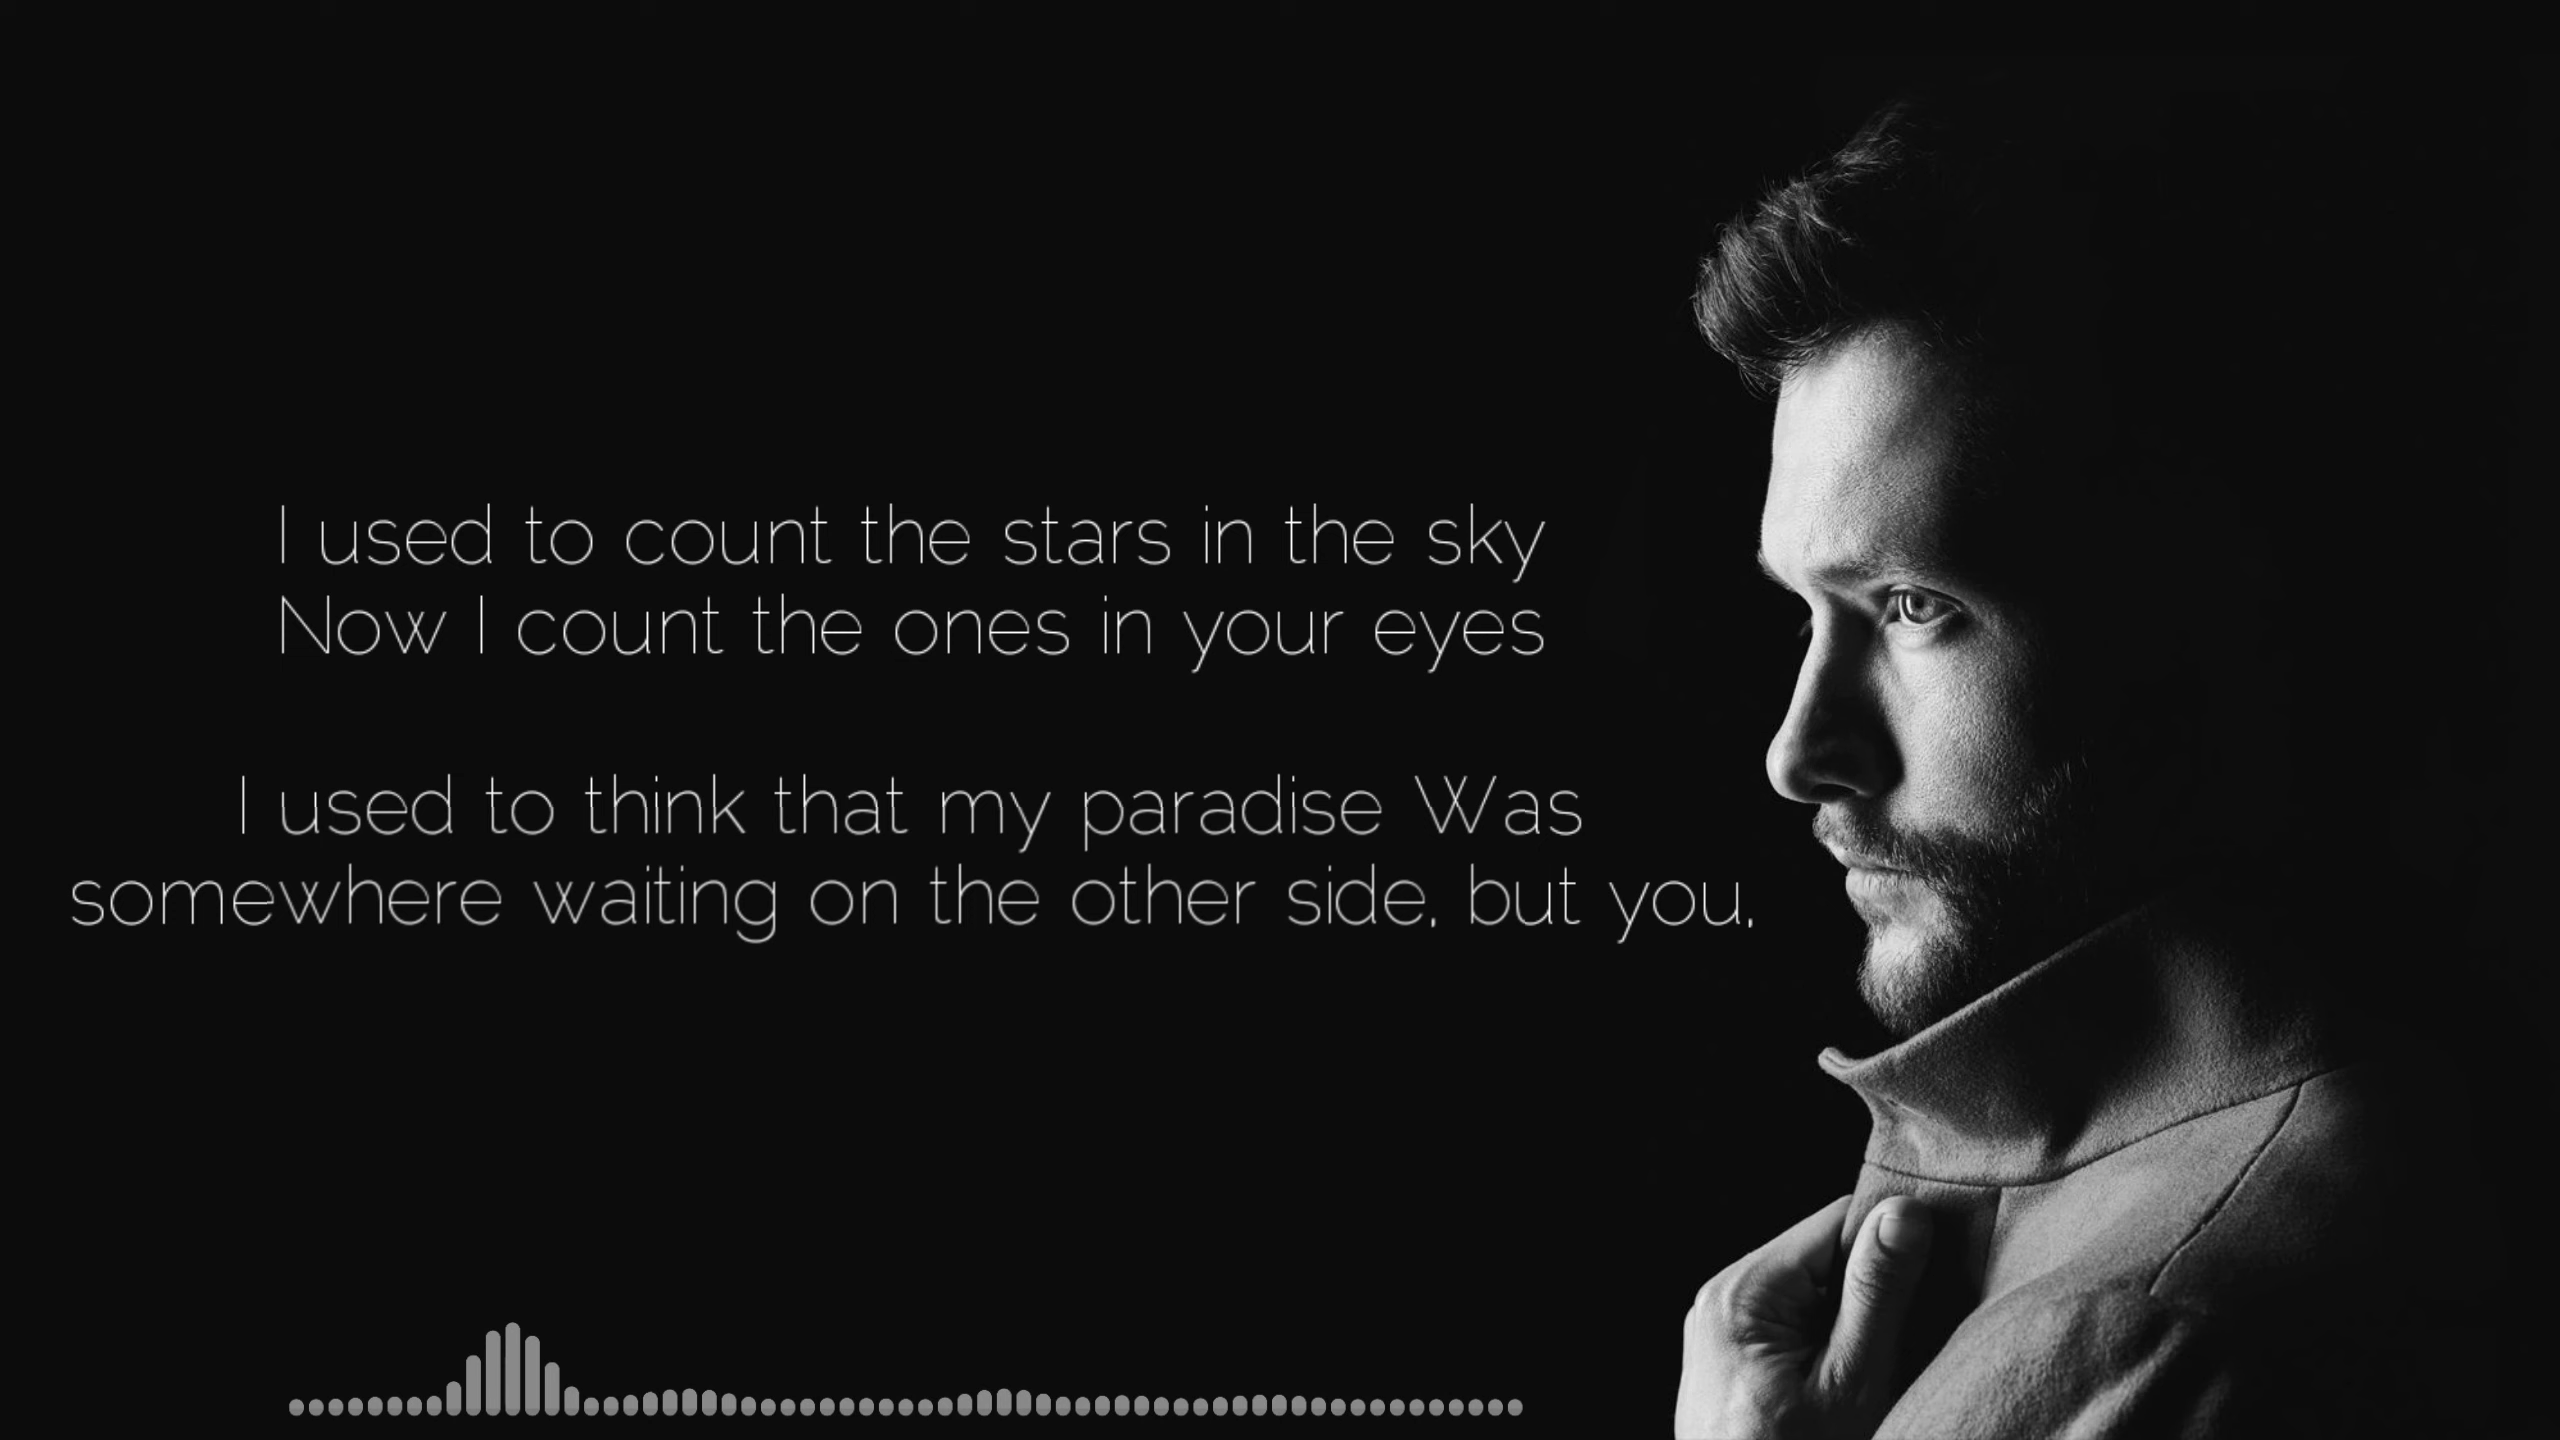 I used to count the stars in the sky
Now I count the ones in your eyes
I used to think that my paradise Was
somewhere waiting on the other side, but you,